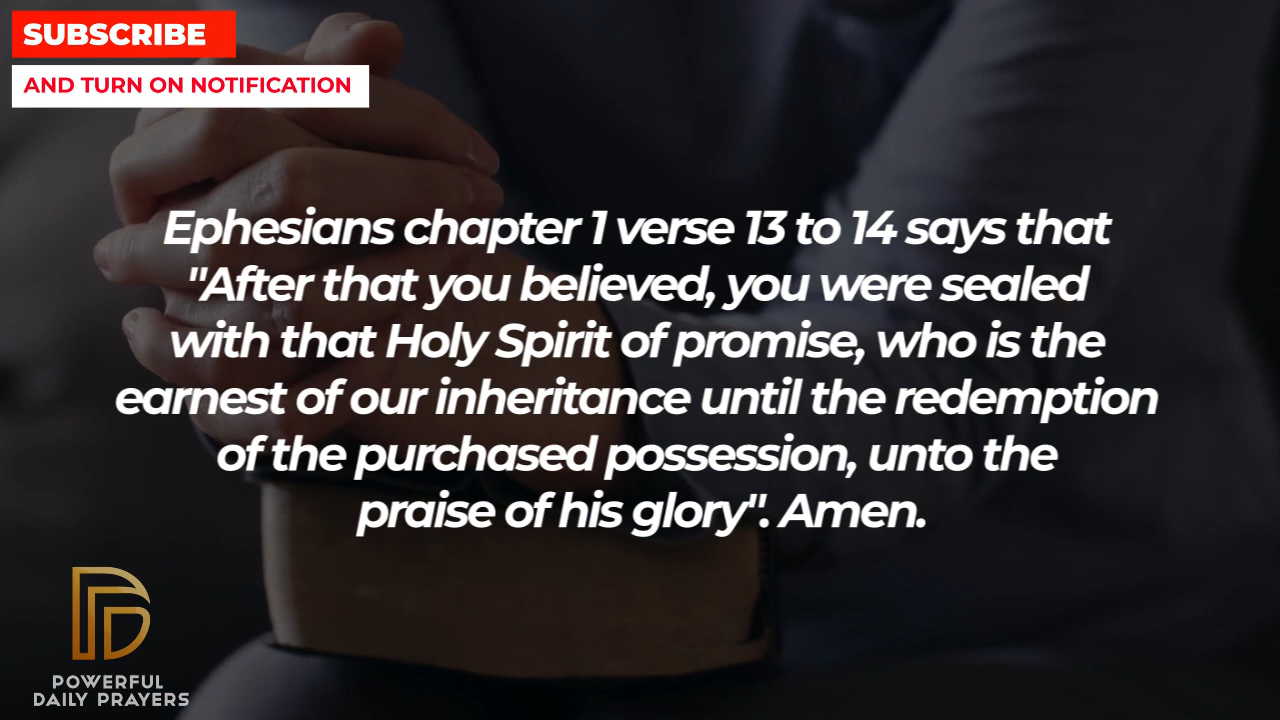 SUBSCRIBE
AND TURN ON NOTIFICATION
Ephesians chapter 1 verse 13 to 14 says that
"After that you believed, you were sealed
with that Holy Spirit of promise, who is the
earnest of our inheritance until the redemption
of the purchased possession, unto the
praise of his glory". Amen.
POWERFUL
DAILY PRAYERS